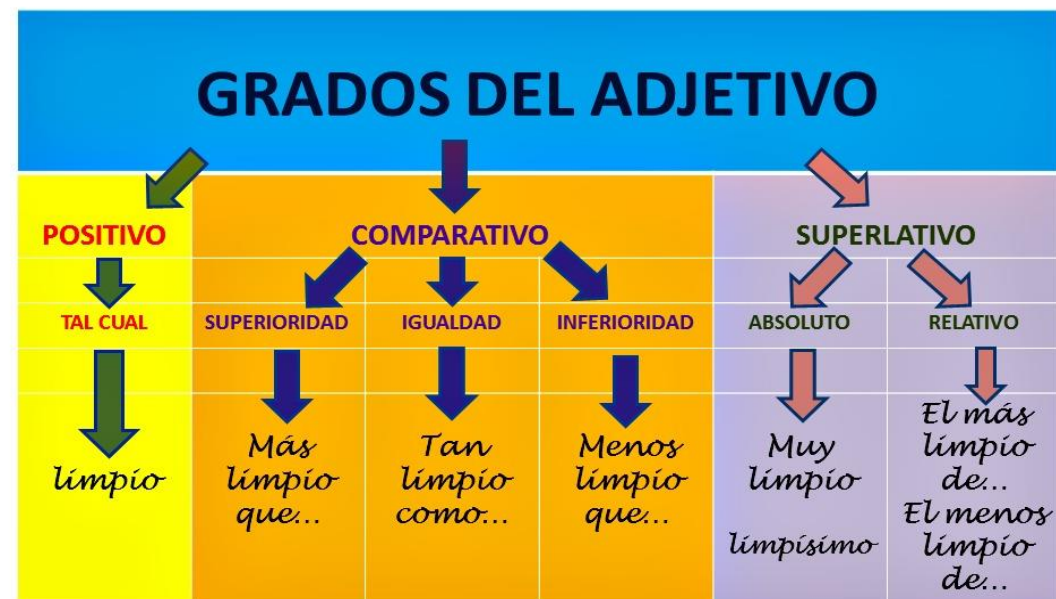 GRADOS DEL ADJETIVO
POSITIVO
COMPARATIVO
SUPERLATIVO
TAL CUAL
SUPERIORIDAD
IGUALDAD
INFERIORIDAD
ABSOLUTO
RELATIVO
limpio
Más
limpio
que...
Tan
limpio
como...
Menos
limpio
que...
Muy
limpio
limpísimo
El más
limpio
de...
El menos
limpio
de...